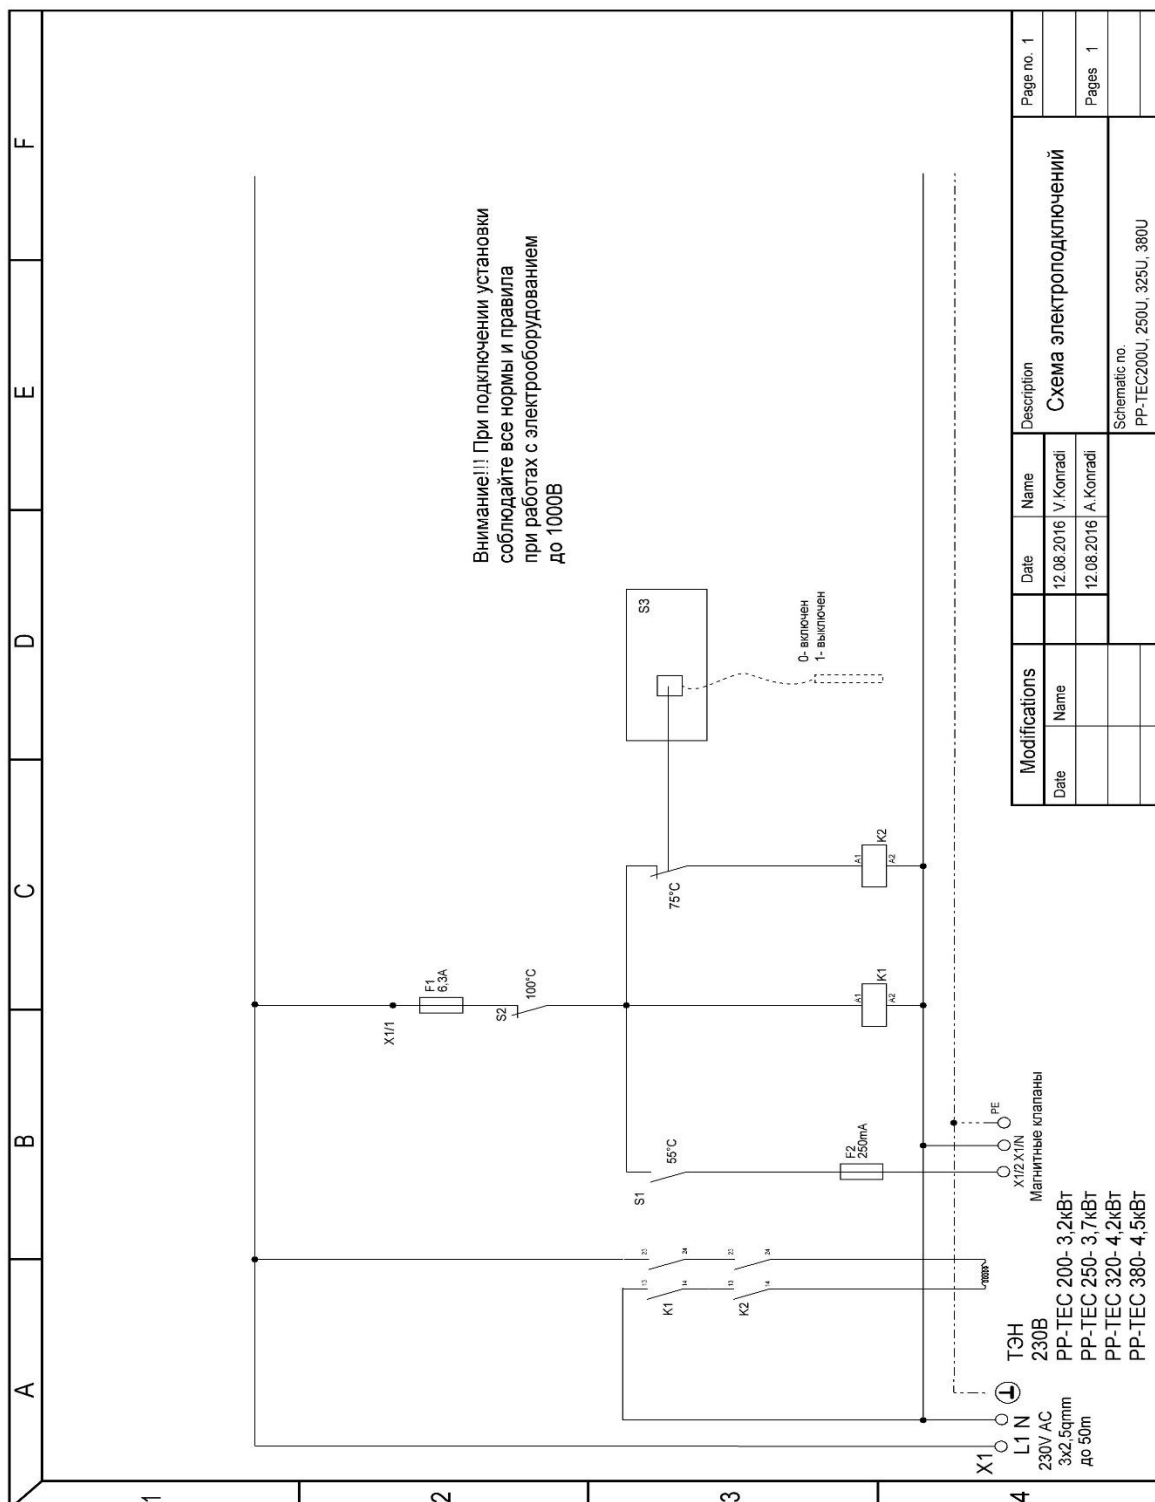 A
B
C
D
E
F
1
2
3
4
Внимание!!! При подключении установки
соблюдайте все нормы и правила
при работах с электрооборудованием
до 1000В
X1/1
F1
6,3A
S2
100°C
S1
55°C
75°C
S3
0- включен
1- выключен
F2
250mA
A1
K1
A2
A1
K2
A2
13
23
14
24
K1
13
23
14
24
K2
X1/2 X1/N
PE
Магнитные клапаны
X1
L1 N
230V AC
3x2,5qmm
до 50m
ТЭН
230В
PP-TEC 200- 3,2кВт
PP-TEC 250- 3,7кВт
PP-TEC 320- 4,2кВт
PP-TEC 380- 4,5кВт
Modifications
Date Name
Date Name
12.08.2016 V.Konradi
12.08.2016 A.Konradi
Description
Схема электроподключений
Schematic no.
PP-TEC200U, 250U, 325U, 380U
Page no. 1
Pages 1